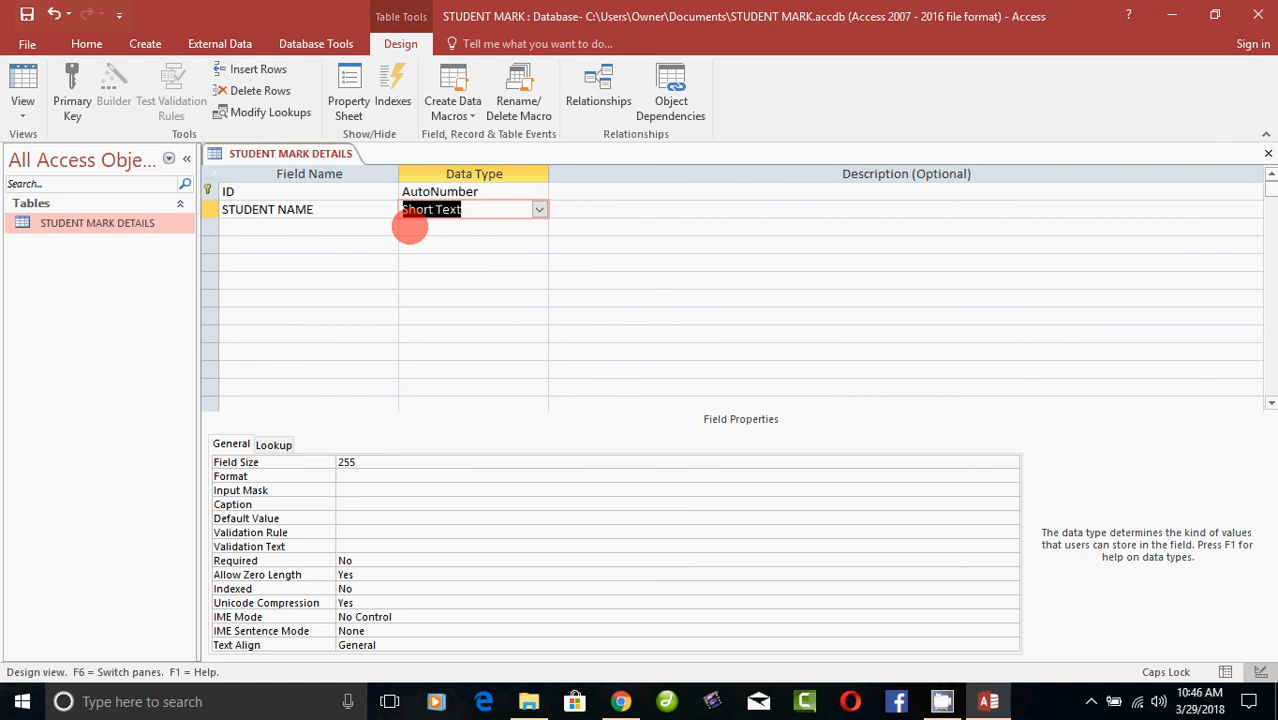 Table Tools
STUDENT MARK : Database- C:\Users\Owner\Documents\STUDENT MARK.accdb (Access 2007 - 2016 file format) - Access
File
Home
Create
External Data
Database Tools
Design
Tell me what you want to do...
Sign in
View
Primary Key
Builder
Test Validation Rules
Insert Rows
Delete Rows
Modify Lookups
Property Sheet
Indexes
Create Data Macros
Rename/ Delete Macro
Relationships
Object Dependencies
Views
Tools
Show/Hide
Field, Record & Table Events
Relationships
All Access Obje...
Search...
Tables
STUDENT MARK DETAILS
STUDENT MARK DETAILS
Field Name
Data Type
Description (Optional)
ID
AutoNumber
STUDENT NAME
Short Text
Field Properties
General
Lookup
Field Size 255
Format
Input Mask
Caption
Default Value
Validation Rule
Validation Text
Required No
Allow Zero Length Yes
Indexed No
Unicode Compression Yes
IME Mode No Control
IME Sentence Mode None
Text Align General
The data type determines the kind of values
that users can store in the field. Press F1 for
help on data types.
Design view. F6 = Switch panes. F1 = Help.
Caps Lock
Type here to search
10:46 AM
3/29/2018